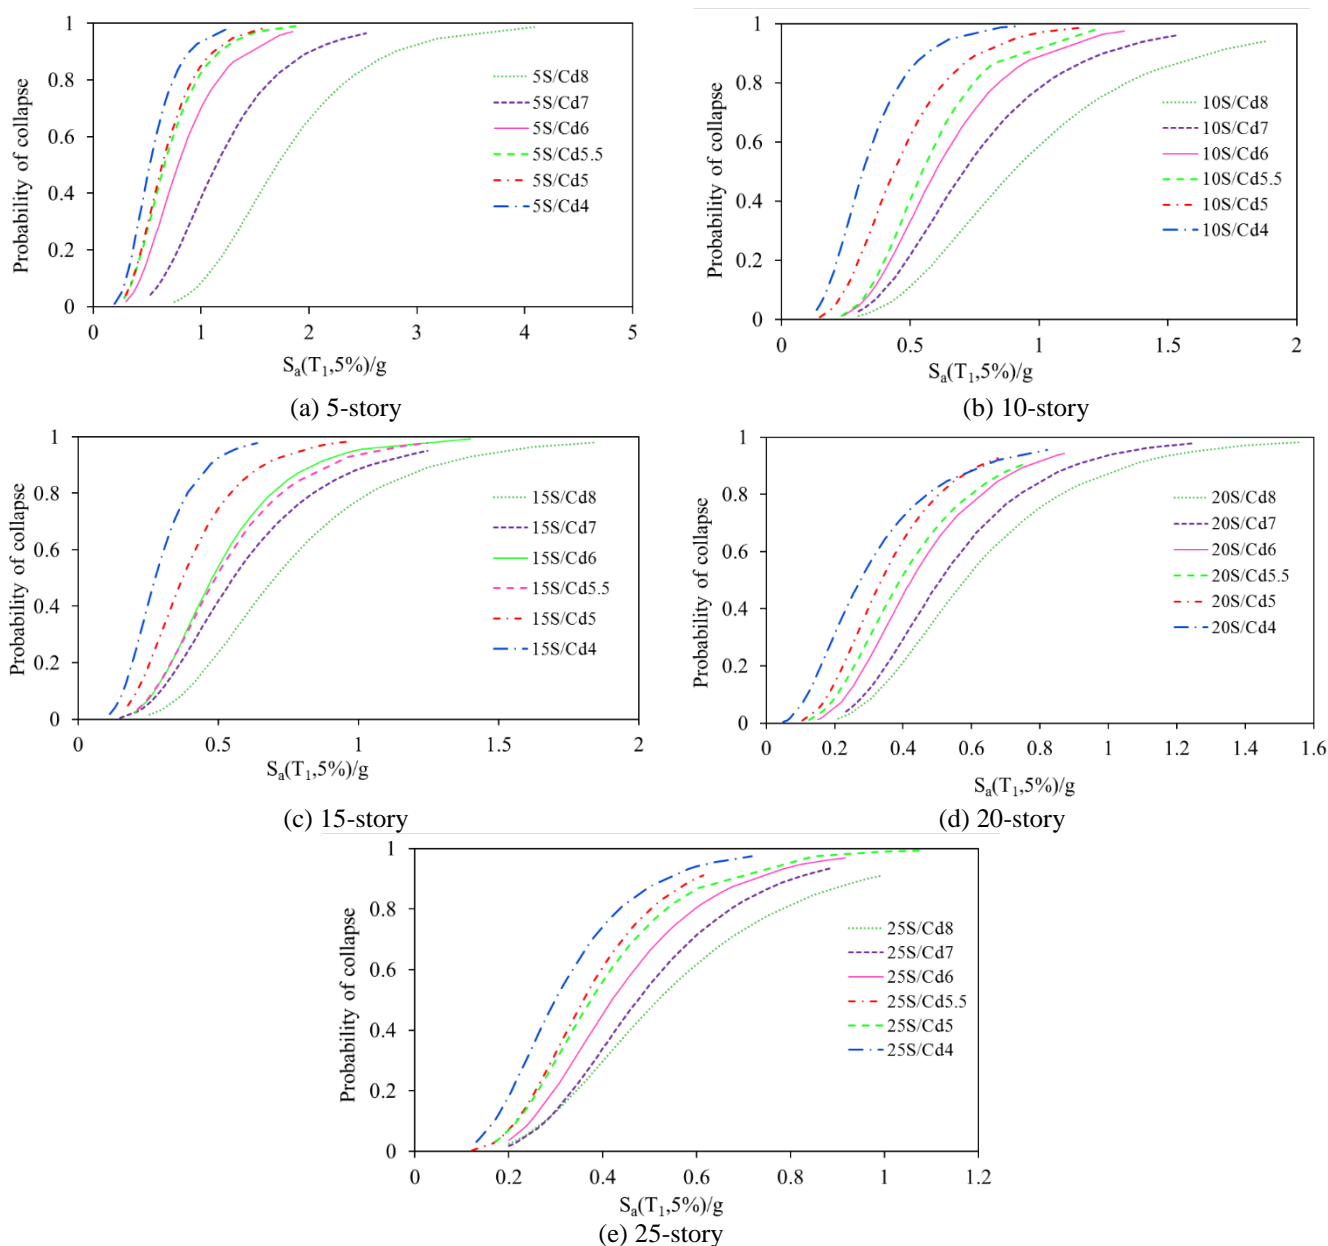 1
0.8
0.6
0.4
0.2
0
Probability of collapse
0 1 2 3 4 5
S_a(T_1,5%)/g
5S/Cd8
5S/Cd7
5S/Cd6
5S/Cd5.5
5S/Cd5
5S/Cd4
(a) 5-story
1
0.8
0.6
0.4
0.2
0
Probability of collapse
0 0.5 1 1.5 2
S_a(T_1,5%)/g
10S/Cd8
10S/Cd7
10S/Cd6
10S/Cd5.5
10S/Cd5
10S/Cd4
(b) 10-story
1
0.8
0.6
0.4
0.2
0
Probability of collapse
0 0.5 1 1.5 2
S_a(T_1,5%)/g
15S/Cd8
15S/Cd7
15S/Cd6
15S/Cd5.5
15S/Cd5
15S/Cd4
(c) 15-story
1
0.8
0.6
0.4
0.2
0
Probability of collapse
0 0.2 0.4 0.6 0.8 1 1.2 1.4 1.6
S_a(T_1,5%)/g
20S/Cd8
20S/Cd7
20S/Cd6
20S/Cd5.5
20S/Cd5
20S/Cd4
(d) 20-story
1
0.8
0.6
0.4
0.2
0
Probability of collapse
0 0.2 0.4 0.6 0.8 1 1.2
S_a(T_1,5%)/g
25S/Cd8
25S/Cd7
25S/Cd6
25S/Cd5.5
25S/Cd5
25S/Cd4
(e) 25-story